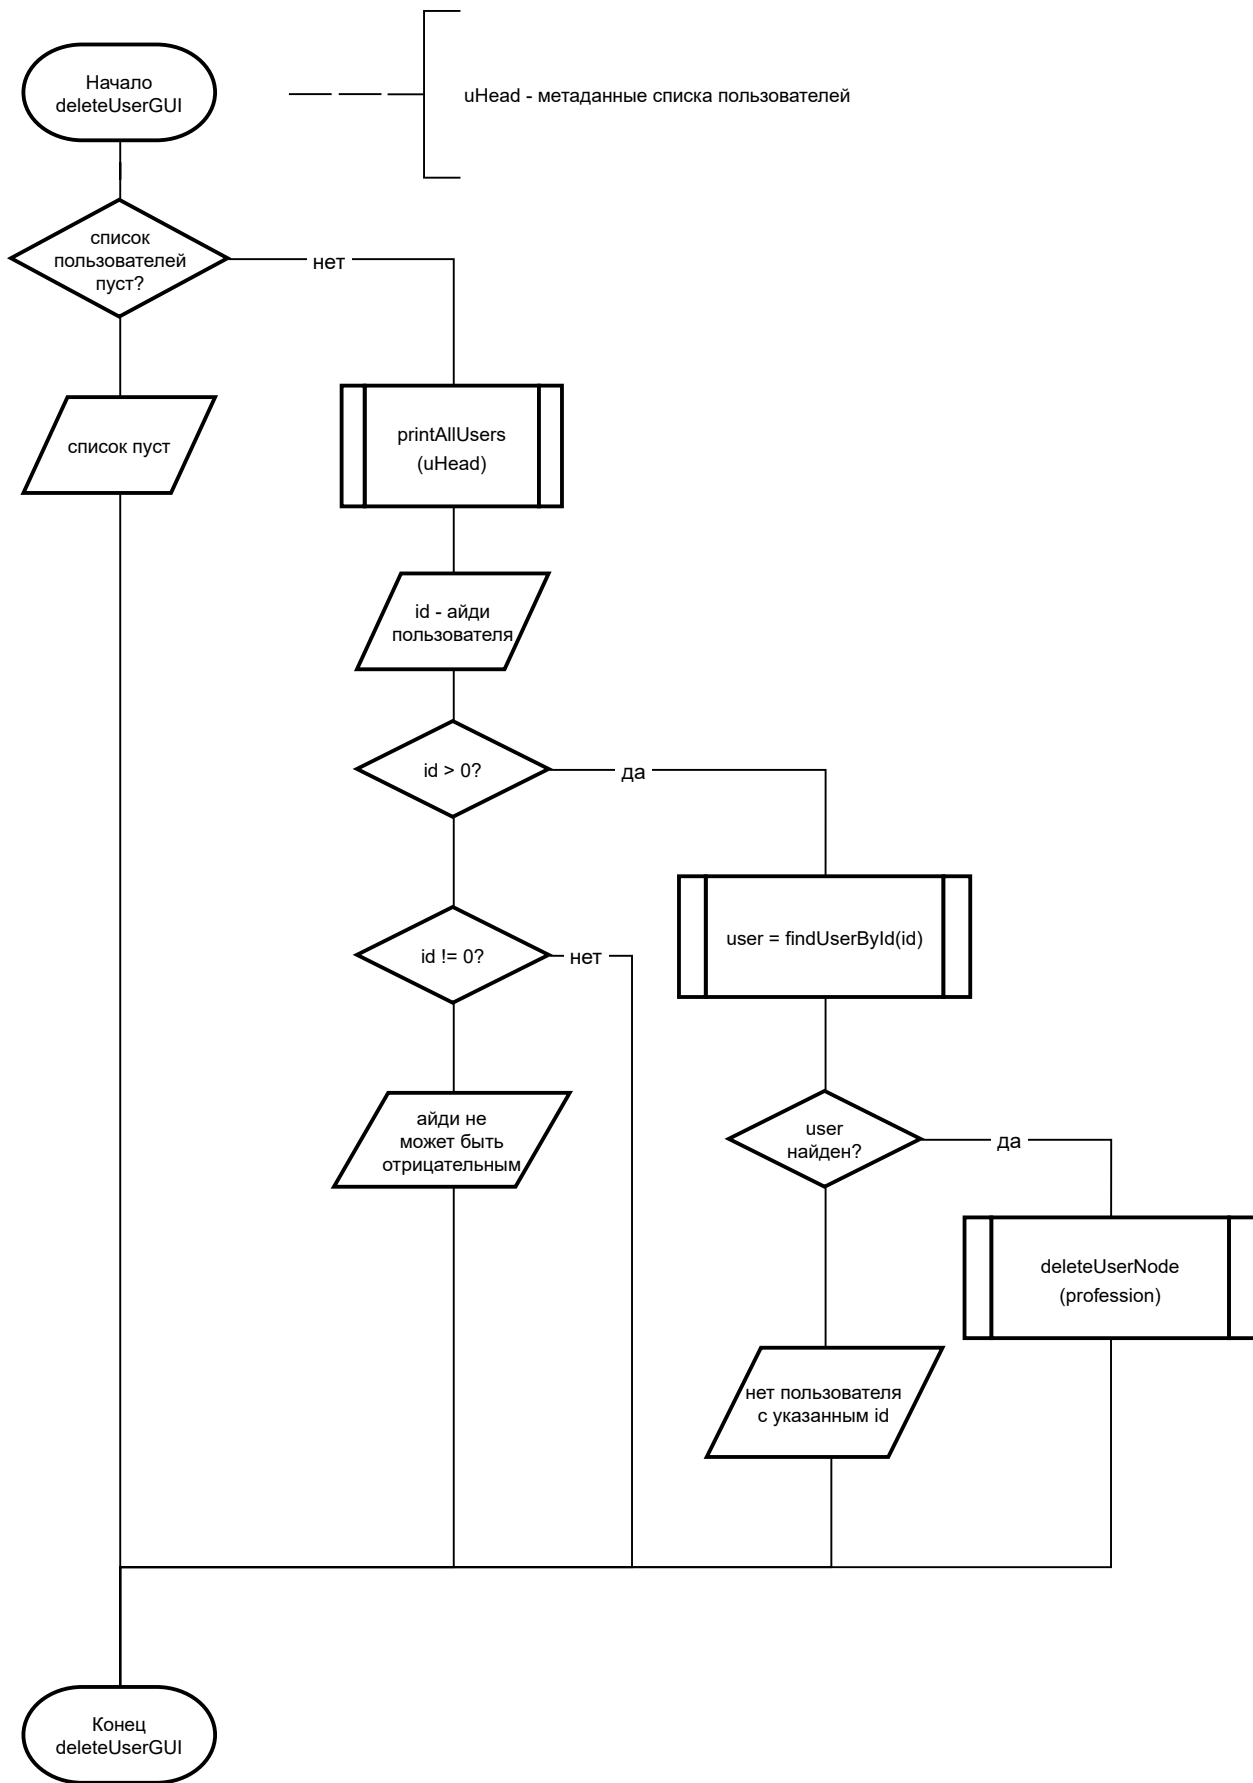 Начало
deleteUserGUI
uHead - метаданные списка пользователей
список
пользователей
пуст?
нет
список пуст
printAllUsers
(uHead)
id - айди
пользователя
id > 0?
да
user = findUserById(id)
id != 0?
нет
айди не
может быть
отрицательным
user
найден?
да
deleteUserNode
(profession)
нет пользователя
с указанным id
Конец
deleteUserGUI